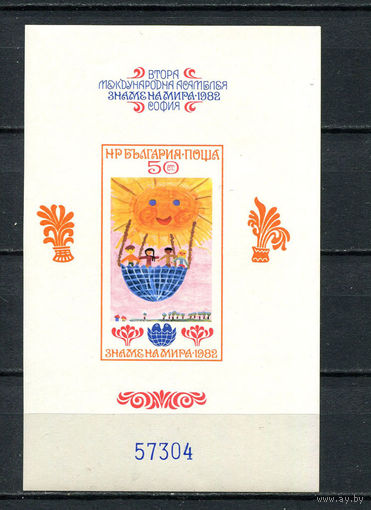 ВТОРА
МЕЖДУНАРОДНА АСАМБЛЕЯ
ЗНАМЕ НА МИРА·1982
СОФИЯ
НР БЪЛГАРИЯ·ПОЩА
50 СТ.
ЗНАМЕ НА МИРА·1982
57304
ay.by